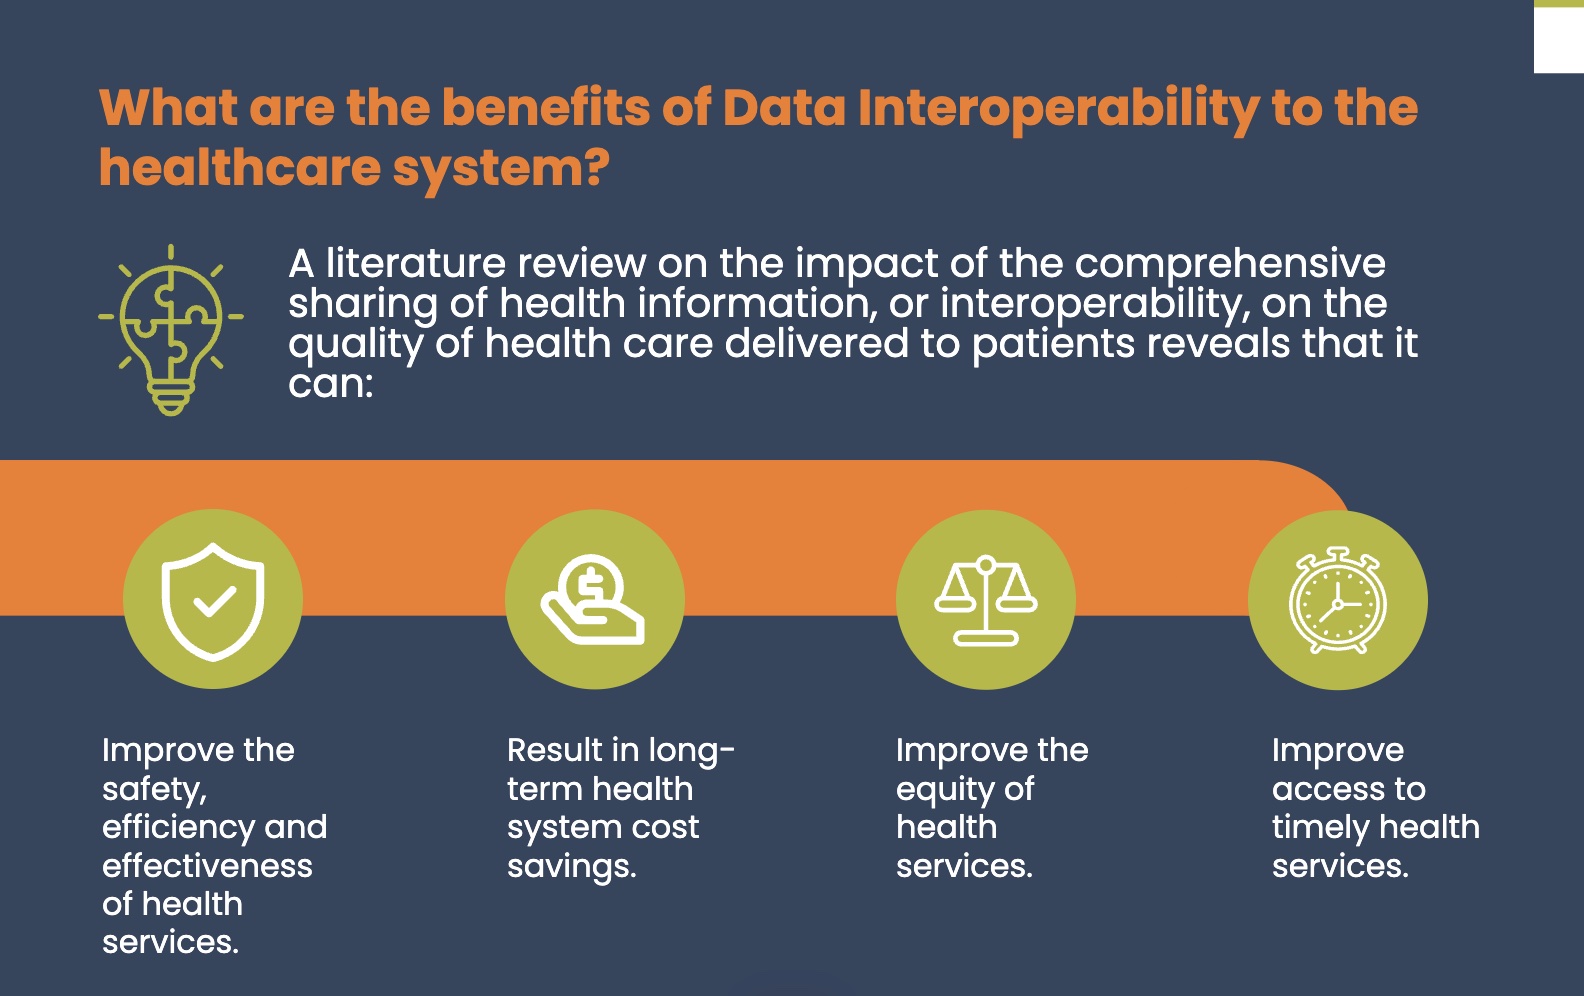 What are the benefits of Data Interoperability to the
healthcare system?
A literature review on the impact of the comprehensive
sharing of health information, or interoperability, on the
quality of health care delivered to patients reveals that it
can:
Improve the
safety,
efficiency and
effectiveness
of health
services.
Result in long-
term health
system cost
savings.
Improve the
equity of
health
services.
Improve
access to
timely health
services.